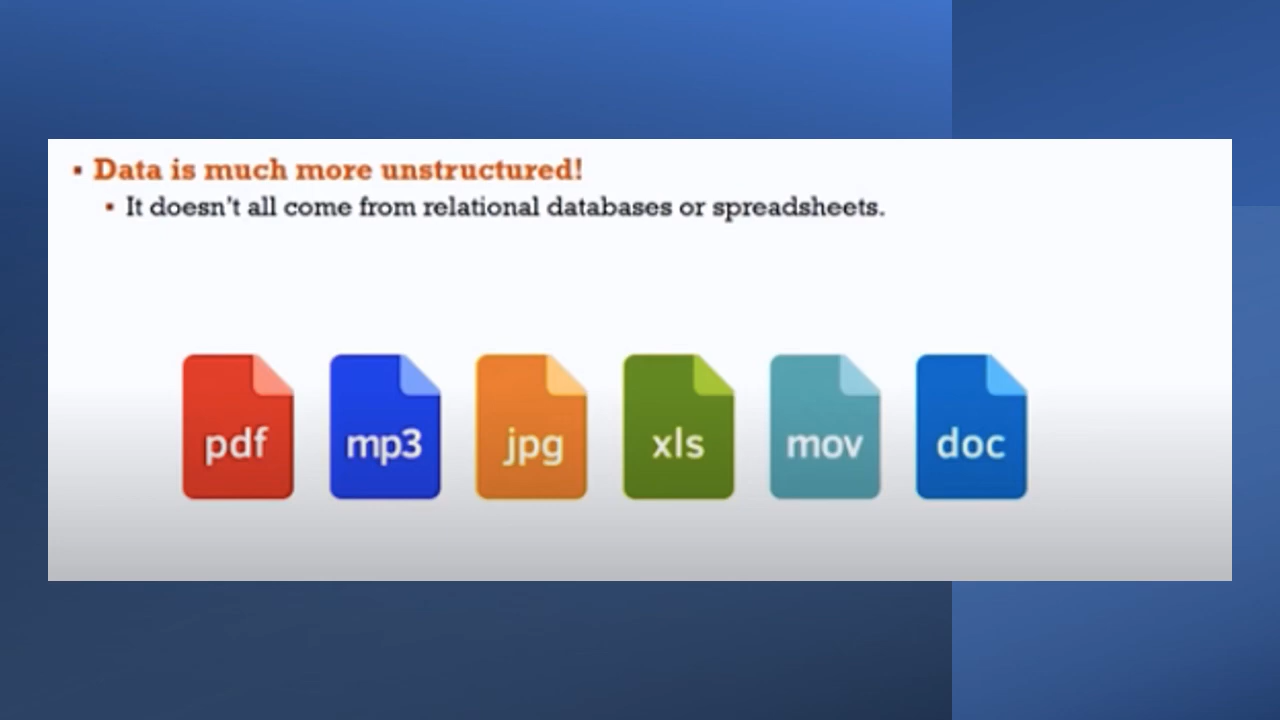 ▪ Data is much more unstructured!
▪ It doesn't all come from relational databases or spreadsheets.
pdf mp3 jpg xls mov doc